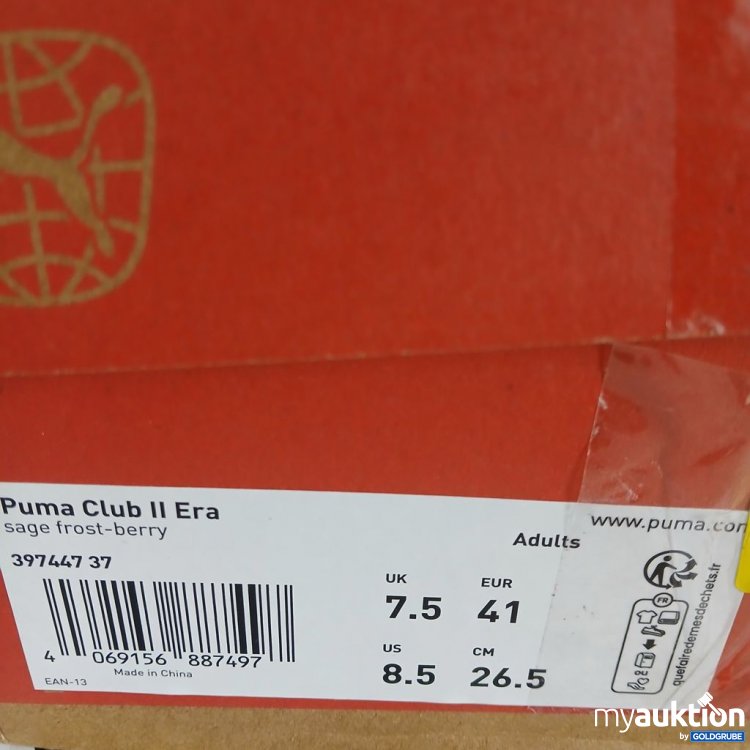 Puma Club II Era
sage frost-berry
397447 37
4 069156 887497
Made in China
EAN-13
Adults
UK
7.5
EUR
41
US
8.5
CM
26.5
www.puma.com
FR
quefairedemesdechets.fr
myauktion
by GOLDGRUBE